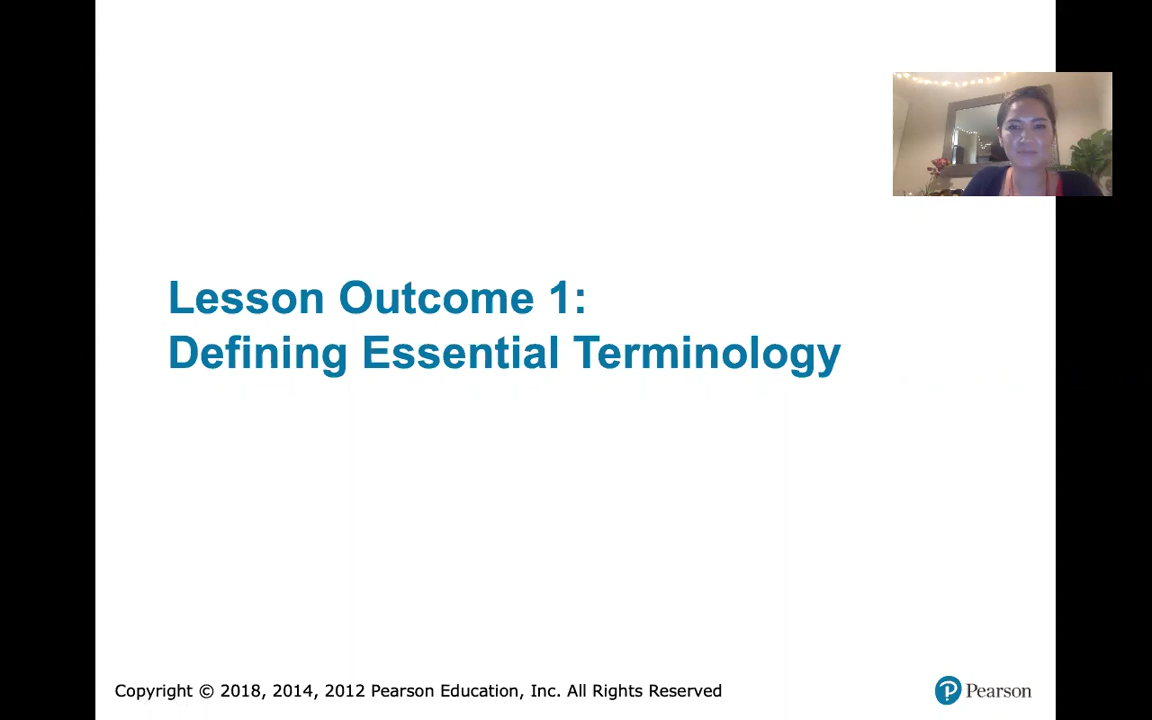 Lesson Outcome 1:
Defining Essential Terminology
Copyright © 2018, 2014, 2012 Pearson Education, Inc. All Rights Reserved
Pearson